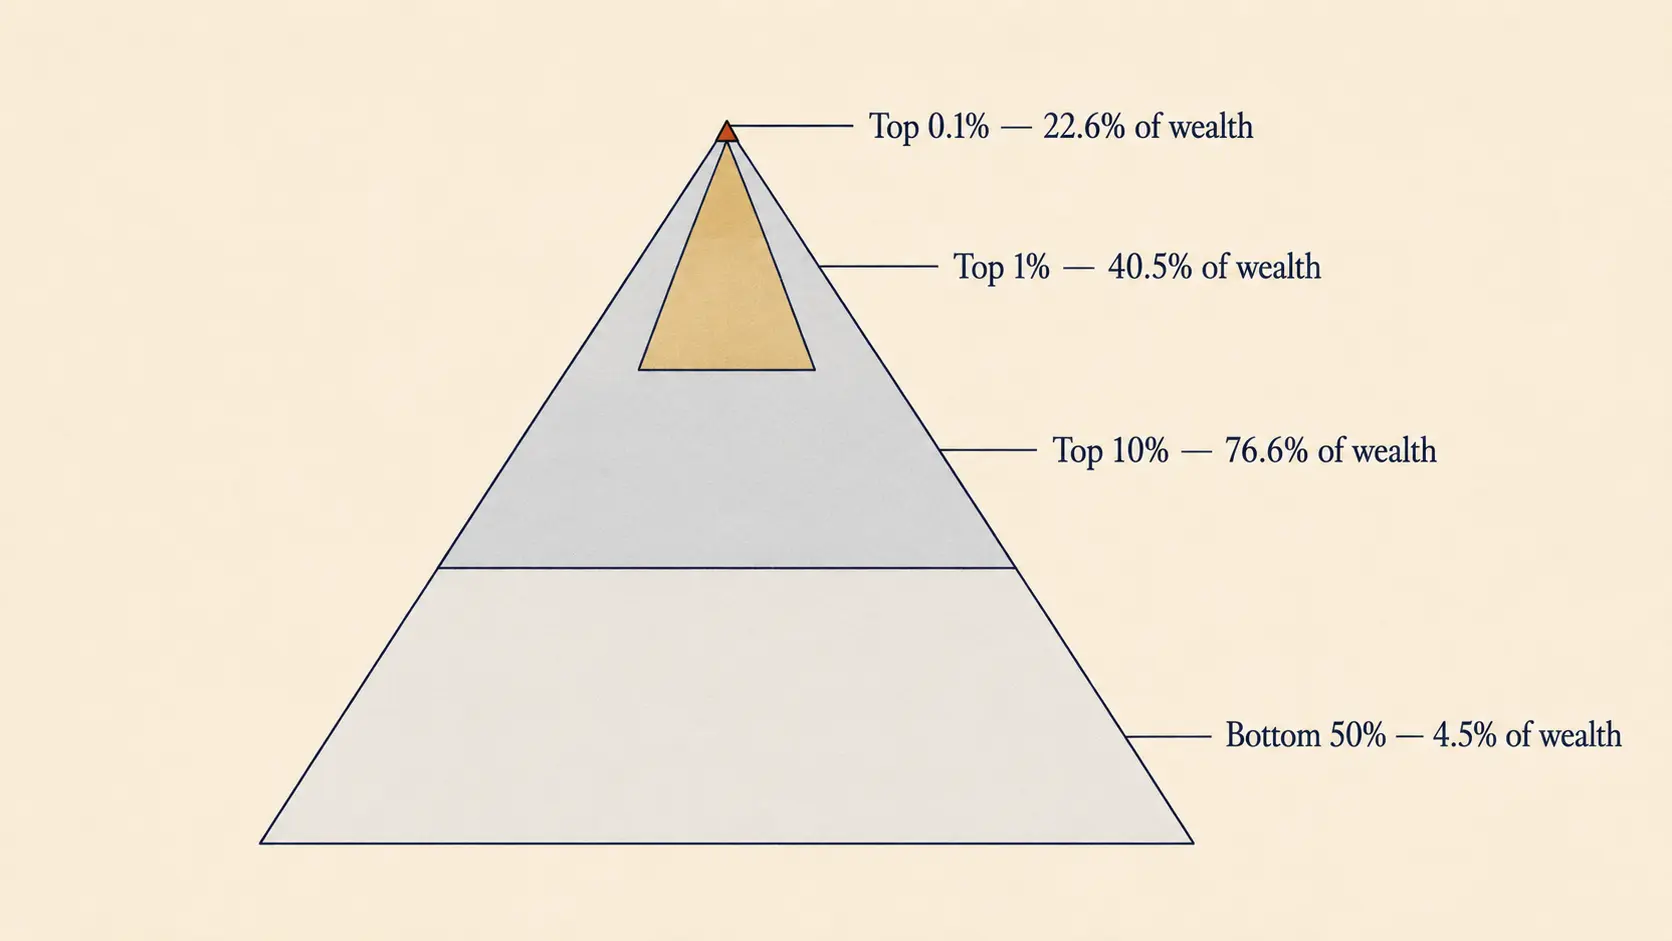 Top 0.1% — 22.6% of wealth
Top 1% — 40.5% of wealth
Top 10% — 76.6% of wealth
Bottom 50% — 4.5% of wealth